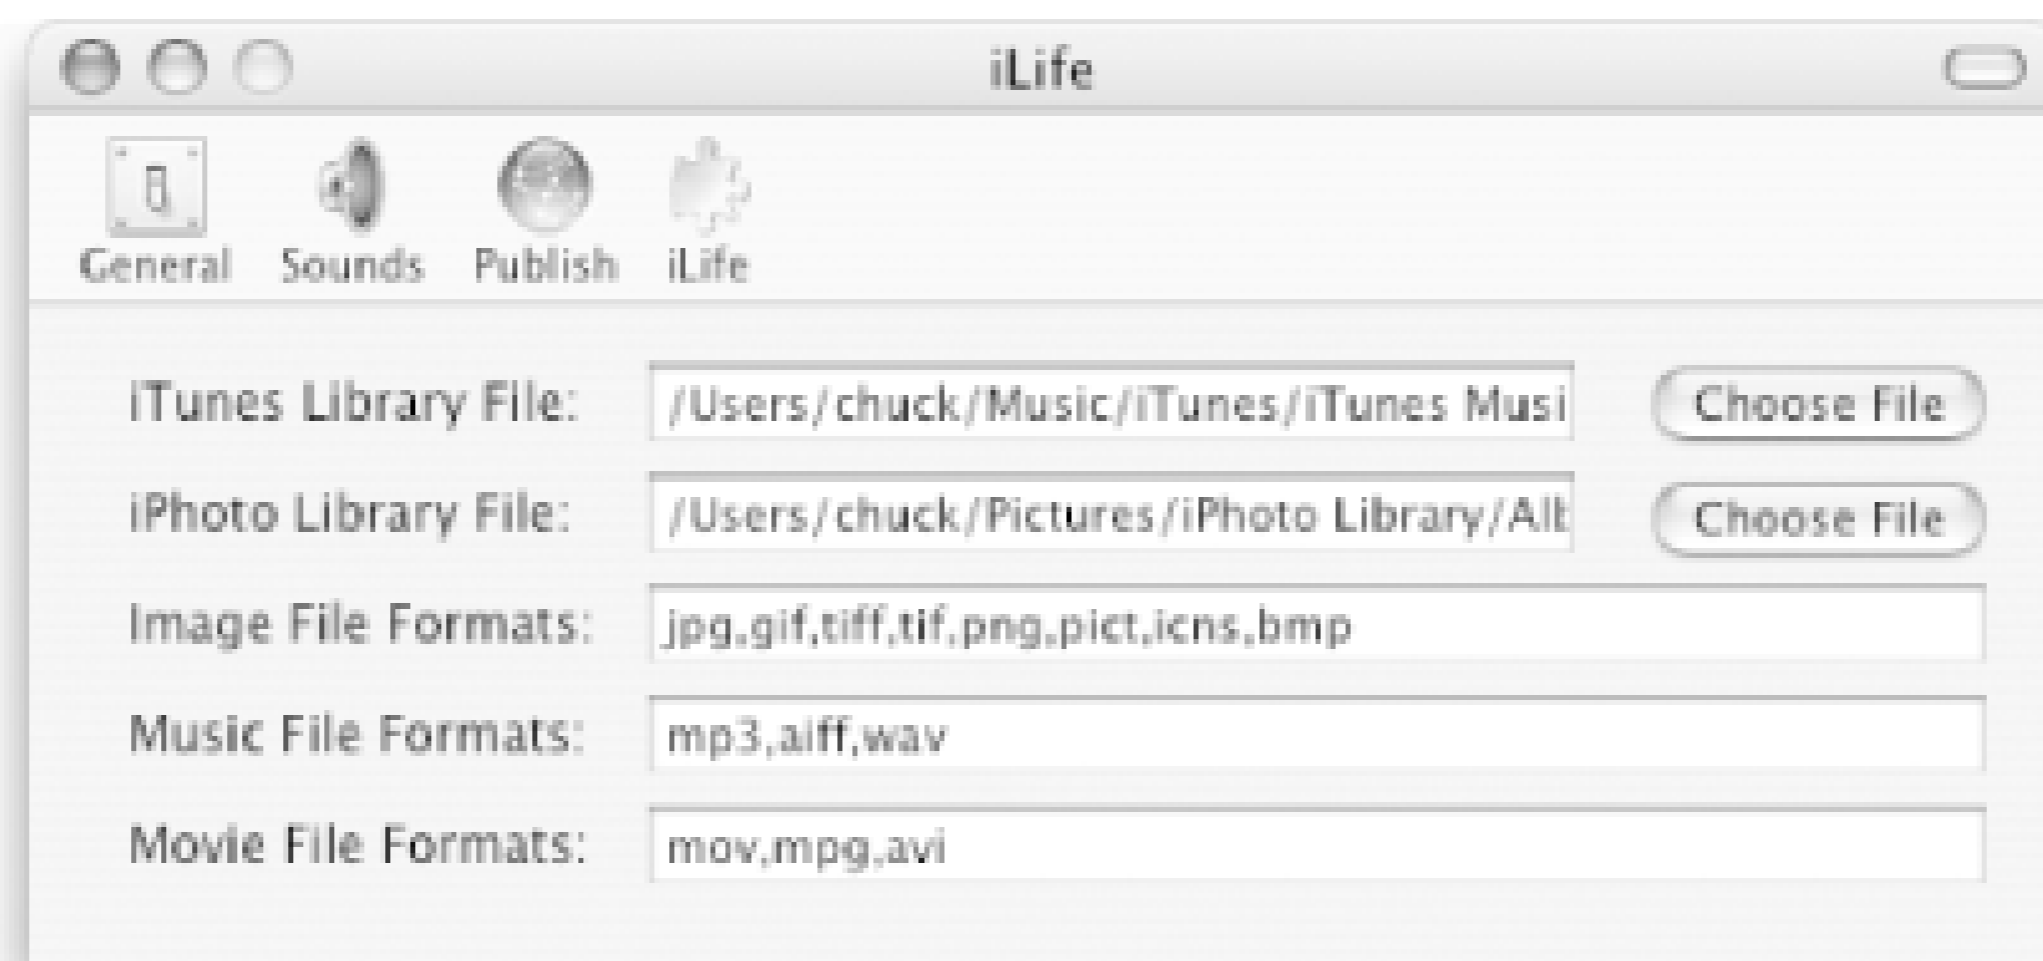 iLife
General Sounds Publish iLife
iTunes Library File: /Users/chuck/Music/iTunes/iTunes Musi Choose File
iPhoto Library File: /Users/chuck/Pictures/iPhoto Library/Alb Choose File
Image File Formats: jpg,gif,tiff,tif,png,pict,icns,bmp
Music File Formats: mp3,aiff,wav
Movie File Formats: mov,mpg,avi